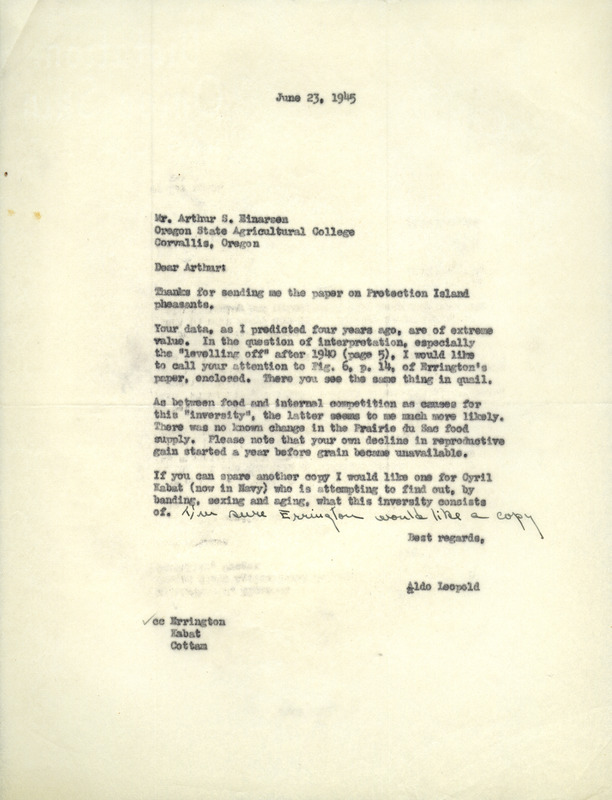 June 23, 1945
Mr. Arthur S. Einarsen
Oregon State Agricultural College
Corvallis, Oregon
Dear Arthur:
Thanks for sending me the paper on Protection Island
pheasants.
Your data, as I predicted four years ago, are of extreme
value. In the question of interpretation, especially
the "levelling off" after 1940 (page 5), I would like
to call your attention to Fig. 6, p. 14, of Errington's
paper, enclosed. There you see the same thing in quail.
As between food and internal competition as causes for
this "inversity", the latter seems to me much more likely.
There was no known change in the Prairie du Sac food
supply. Please note that your own decline in reproductive
gain started a year before grain became unavailable.
If you can spare another copy I would like one for Cyril
Kabat (now in Navy) who is attempting to find out, by
banding, sexing and aging, what this inversity consists
of. I'm sure Errington would like a copy
Best regards,
Aldo Leopold
✓cc Errington
Kabat
Cottam